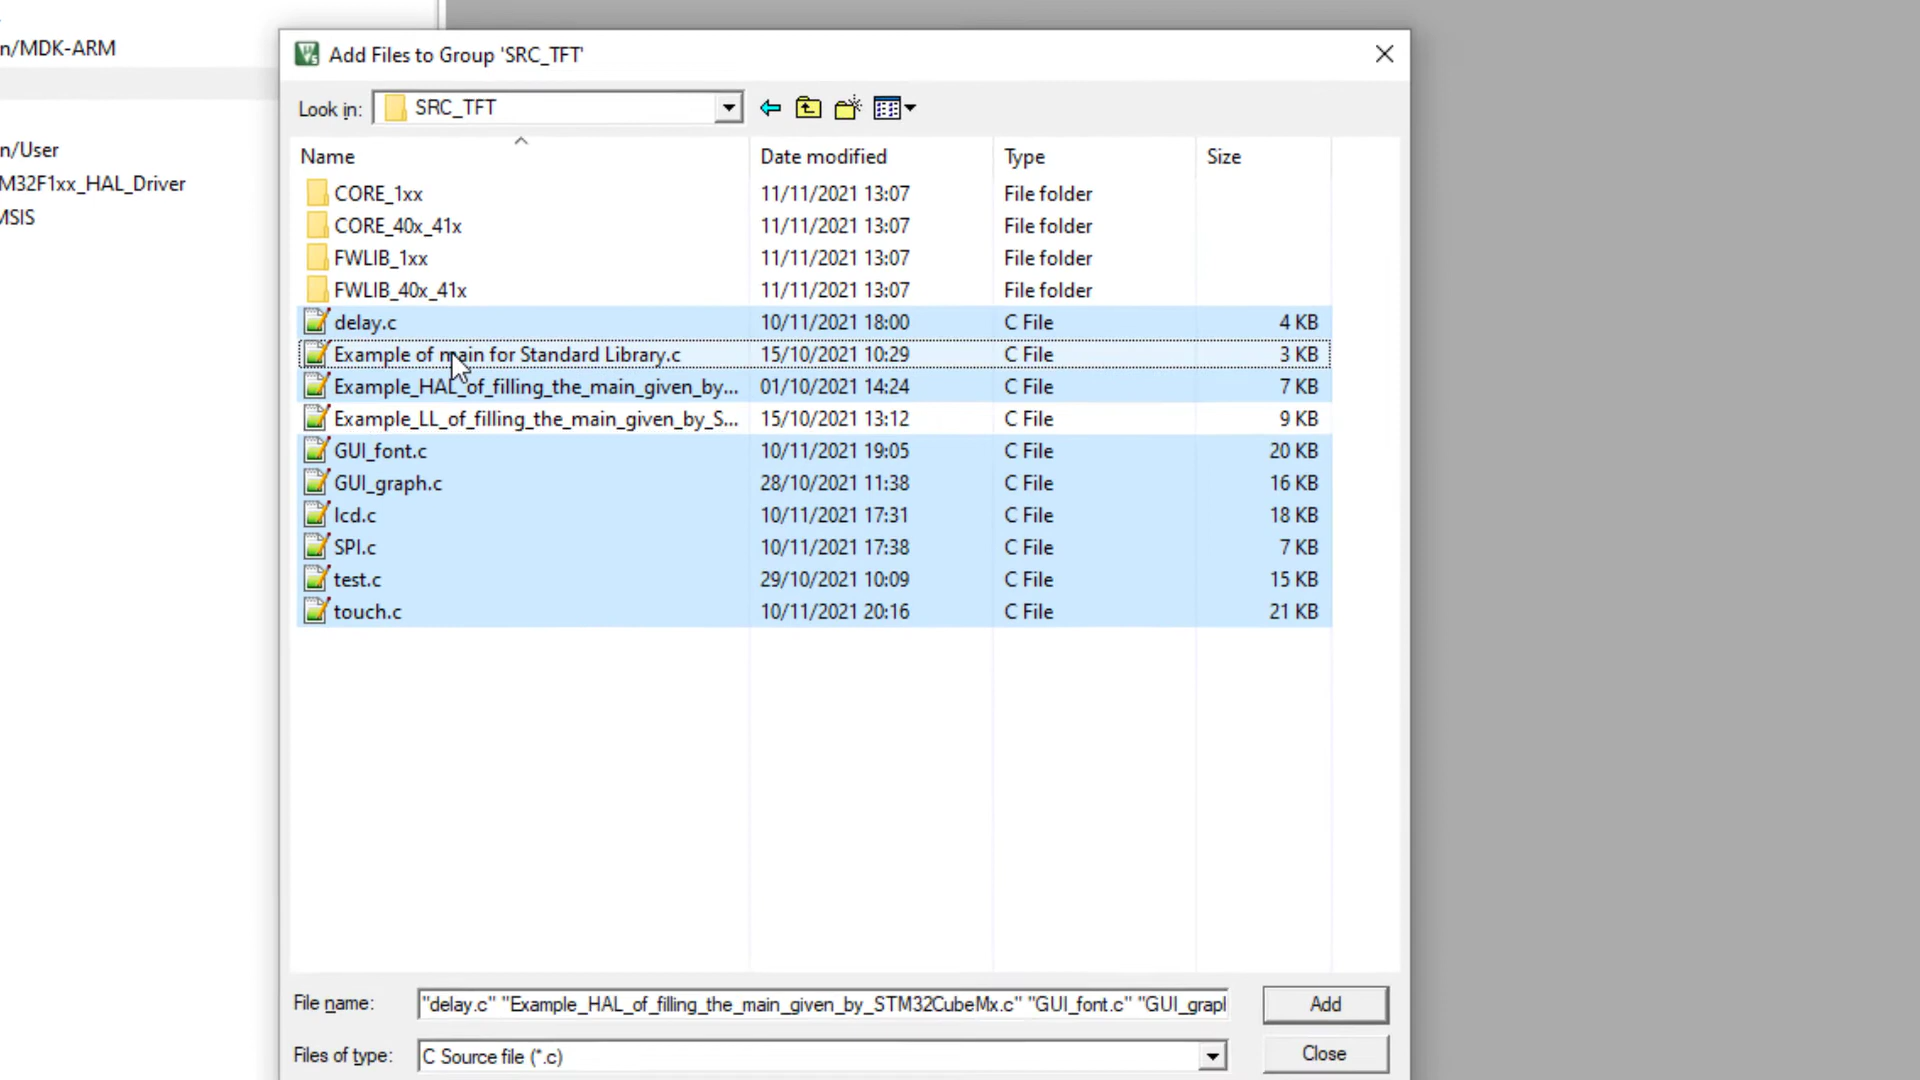 n/MDK-ARM
n/User
M32F1xx_HAL_Driver
MSIS
Add Files to Group 'SRC_TFT'
Look in: SRC_TFT
Name Date modified Type Size
CORE_1xx 11/11/2021 13:07 File folder
CORE_40x_41x 11/11/2021 13:07 File folder
FWLIB_1xx 11/11/2021 13:07 File folder
FWLIB_40x_41x 11/11/2021 13:07 File folder
delay.c 10/11/2021 18:00 C File 4 KB
Example of main for Standard Library.c 15/10/2021 10:29 C File 3 KB
Example_HAL_of_filling_the_main_given_by... 01/10/2021 14:24 C File 7 KB
Example_LL_of_filling_the_main_given_by_S... 15/10/2021 13:12 C File 9 KB
GUI_font.c 10/11/2021 19:05 C File 20 KB
GUI_graph.c 28/10/2021 11:38 C File 16 KB
lcd.c 10/11/2021 17:31 C File 18 KB
SPI.c 10/11/2021 17:38 C File 7 KB
test.c 29/10/2021 10:09 C File 15 KB
touch.c 10/11/2021 20:16 C File 21 KB
File name: "delay.c" "Example_HAL_of_filling_the_main_given_by_STM32CubeMx.c" "GUI_font.c" "GUI_grapl Add
Files of type: C Source file (*.c) Close